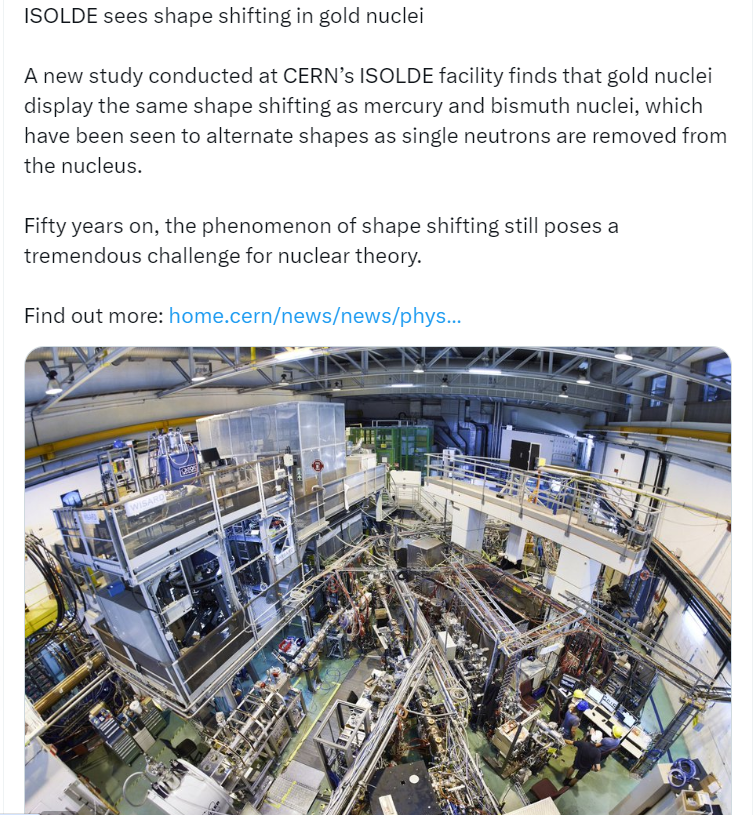 ISOLDE sees shape shifting in gold nuclei
A new study conducted at CERN’s ISOLDE facility finds that gold nuclei
display the same shape shifting as mercury and bismuth nuclei, which
have been seen to alternate shapes as single neutrons are removed from
the nucleus.
Fifty years on, the phenomenon of shape shifting still poses a
tremendous challenge for nuclear theory.
Find out more: home.cern/news/news/phys...
WISARD